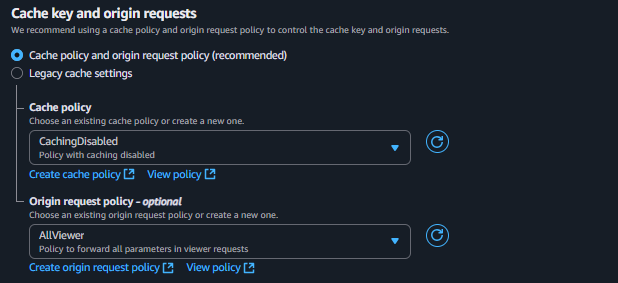 Cache key and origin requests
We recommend using a cache policy and origin request policy to control the cache key and origin requests.
Cache policy and origin request policy (recommended)
Legacy cache settings
Cache policy
Choose an existing cache policy or create a new one.
CachingDisabled
Policy with caching disabled
Create cache policy View policy
Origin request policy - optional
Choose an existing origin request policy or create a new one.
AllViewer
Policy to forward all parameters in viewer requests
Create origin request policy View policy